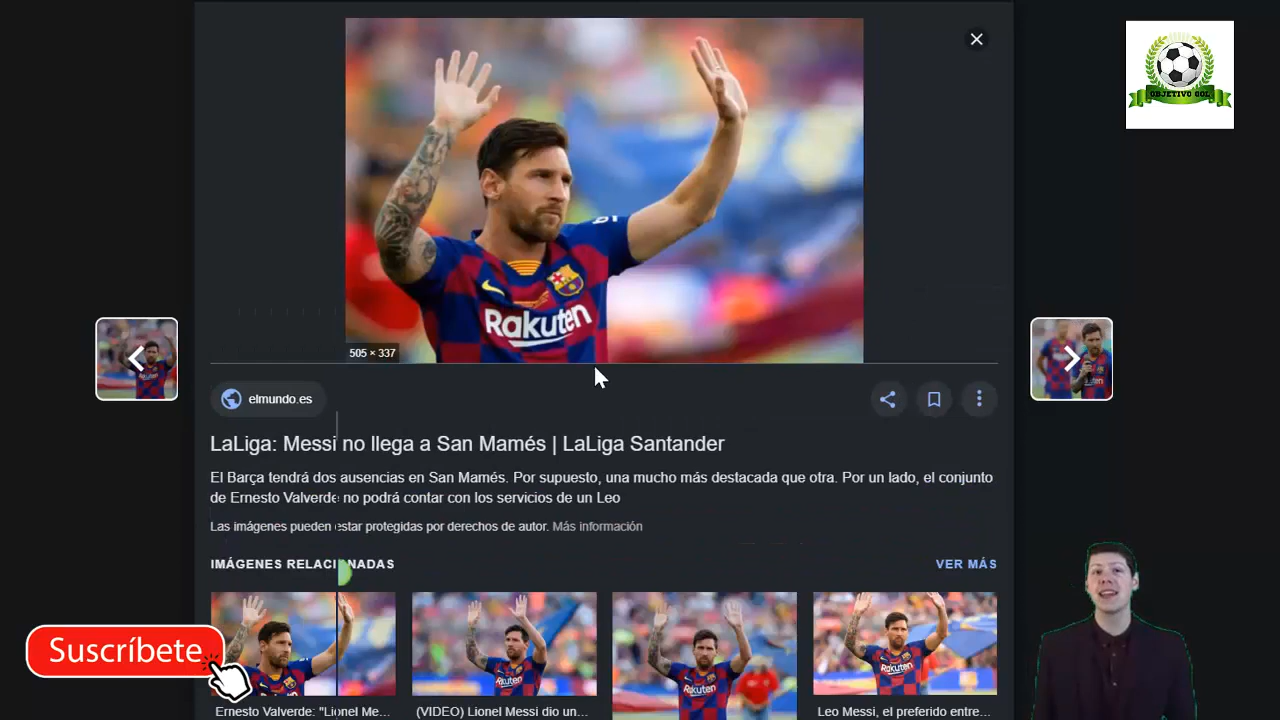 OBJETIVO GOL
Rakuten
505 × 337
elmundo.es
LaLiga: Messi no llega a San Mamés | LaLiga Santander
El Barça tendrá dos ausencias en San Mamés. Por supuesto, una mucho más destacada que otra. Por un lado, el conjunto
de Ernesto Valverde no podrá contar con los servicios de un Leo
Las imágenes pueden estar protegidas por derechos de autor. Más información
IMÁGENES RELACIONADAS
VER MÁS
Rakuten
Rakuten
Rakuten
Suscríbete
Ernesto Valverde: "Lionel Me...
(VIDEO) Lionel Messi dio un...
Leo Messi, el preferido entre...